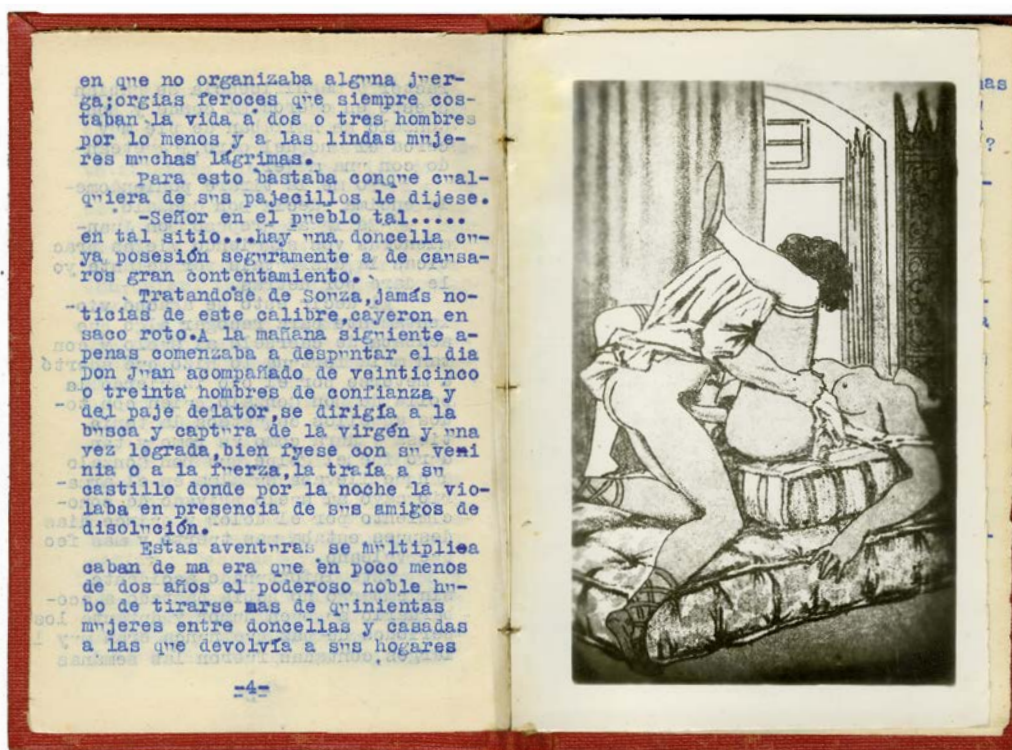 en que no organizaba alguna juer-
ga;orgias feroces que siempre cos-
taban la vida a dos o tres hombres
por lo menos y a las lindas muje-
res muchas lágrimas.
Para esto bastaba conque cual-
quiera de sus pajecillos le dijese.
-Señor en el pueblo tal.....
en tal sitio...hay una doncella cu-
ya posesión seguramente a de causa-
ros gran contentamiento.
Tratandose de Souza,jamás no-
ticias de este calibre,cayeron en
saco roto.A la mañana siguiente a-
penas comenzaba a despuntar el dia
Don Juan acompañado de veinticinco
o treinta hombres de confianza y
del paje delator,se dirigía a la
busca y captura de la virgén y una
vez lograda,bien fuese con su veni
nia o a la fuerza,la traía a su
castillo donde por la noche la vio-
laba en presencia de sus amigos de
disolución.
Estas aventuras se multiplica
caban de ma era que en poco menos
de dos años el poderoso noble hu-
bo de tirarse mas de quinientas
mujeres entre doncellas y casadas
a las que devolvía a sus hogares
-4-